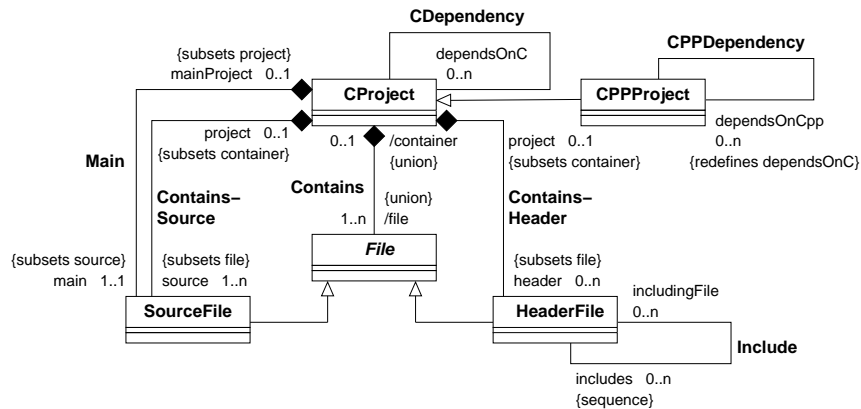 CDependency
{subsets project}
mainProject 0..1
dependsOnC
0..n
CPPDependency
CProject
CPPProject
project 0..1
{subsets container}
0..1
/container
{union}
project 0..1
{subsets container}
dependsOnCpp
0..n
{redefines dependsOnC}
Main
Contains–
Source
Contains
{union}
1..n /file
Contains–
Header
File
{subsets source}
main 1..1
{subsets file}
source 1..n
{subsets file}
header 0..n
includingFile
0..n
SourceFile
HeaderFile
Include
includes 0..n
{sequence}